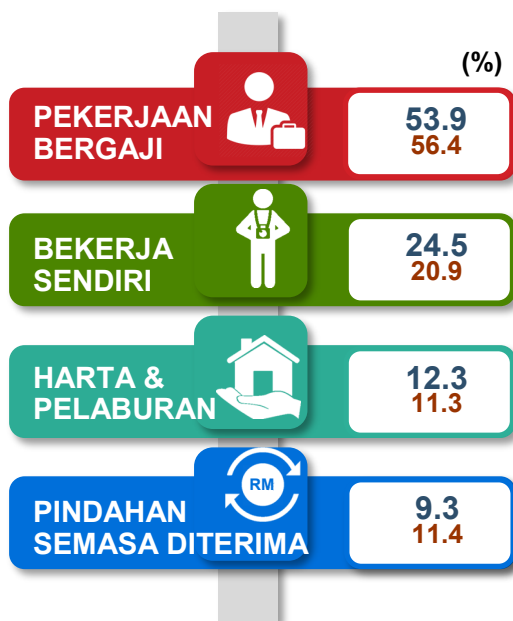 (%)
PEKERJAAN
BERGAJI
53.9
56.4
BEKERJA
SENDIRI
24.5
20.9
HARTA &
PELABURAN
12.3
11.3
RM
PINDAHAN
SEMASA DITERIMA
9.3
11.4